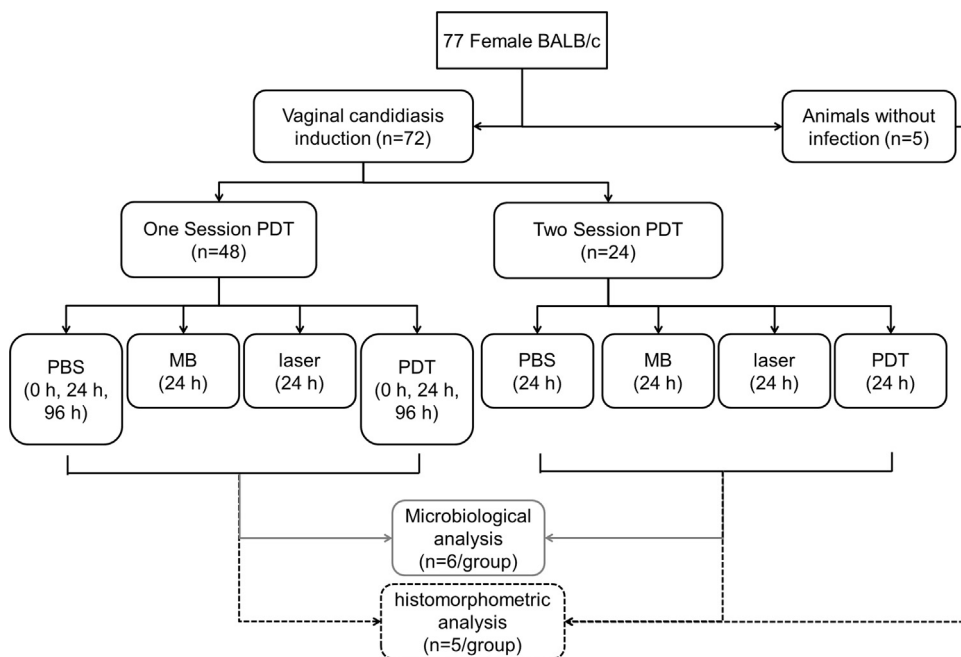 77 Female BALB/c
Vaginal candidiasis
induction (n=72)
Animals without
infection (n=5)
One Session PDT
(n=48)
Two Session PDT
(n=24)
PBS
(0 h, 24 h,
96 h)
MB
(24 h)
laser
(24 h)
PDT
(0 h, 24 h,
96 h)
PBS
(24 h)
MB
(24 h)
laser
(24 h)
PDT
(24 h)
Microbiological
analysis
(n=6/group)
histomorphometric
analysis
(n=5/group)